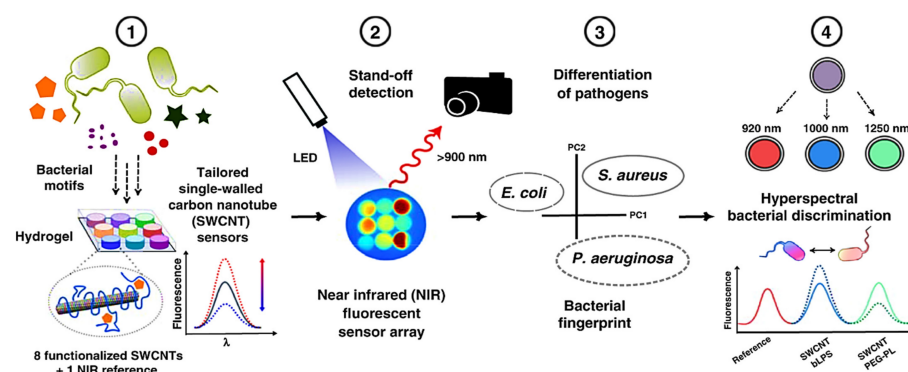 1
Bacterial
motifs
Hydrogel
Tailored
single-walled
carbon nanotube
(SWCNT)
sensors
Fluorescence
λ
8 functionalized SWCNTs
+ 1 NIR reference
2
Stand-off
detection
LED
>900 nm
Near infrared (NIR)
fluorescent
sensor array
3
Differentiation
of pathogens
PC2
E. coli
S. aureus
PC1
P. aeruginosa
Bacterial
fingerprint
4
920 nm
1000 nm
1250 nm
Hyperspectral
bacterial discrimination
Fluorescence
Reference
SWCNT
bLPS
SWCNT
PEG-PL